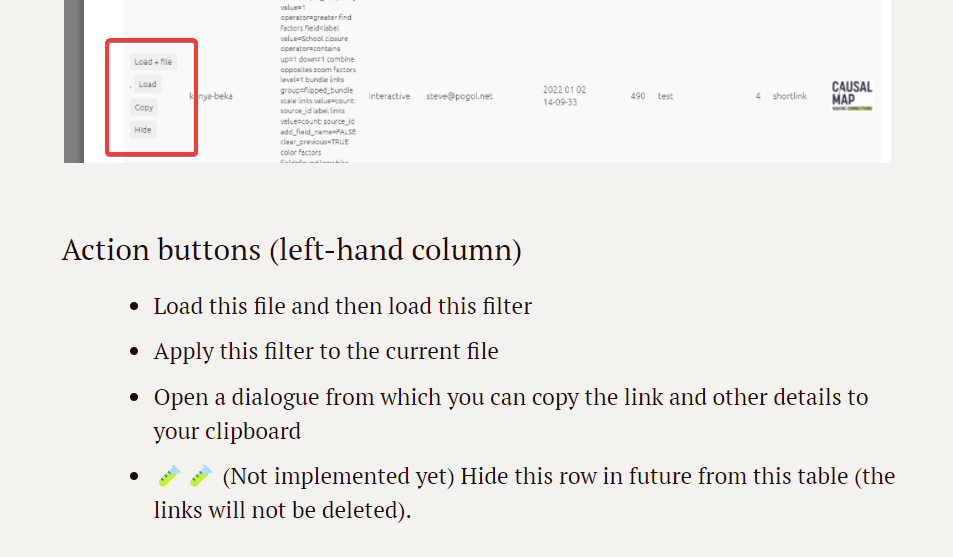 value=1
operator=greater find
factors field=label
value=School closure
operator=contains
up=1 down=1 combine
opposites zoom factors
level=1 bundle links
group=flipped_bundle
scale links value=count:
source_id label links
value=count: source_id
add_field_name=FALSE
clear_previous=TRUE
color factors
Load + file
, Load
Copy
Hide
kenya-beka
Interactive
steve@pogol.net
2022 01 02
14-09-33
490
test
4
shortlink
CAUSAL
MAP
Action buttons (left-hand column)
• Load this file and then load this filter
• Apply this filter to the current file
• Open a dialogue from which you can copy the link and other details to
your clipboard
• (Not implemented yet) Hide this row in future from this table (the
links will not be deleted).